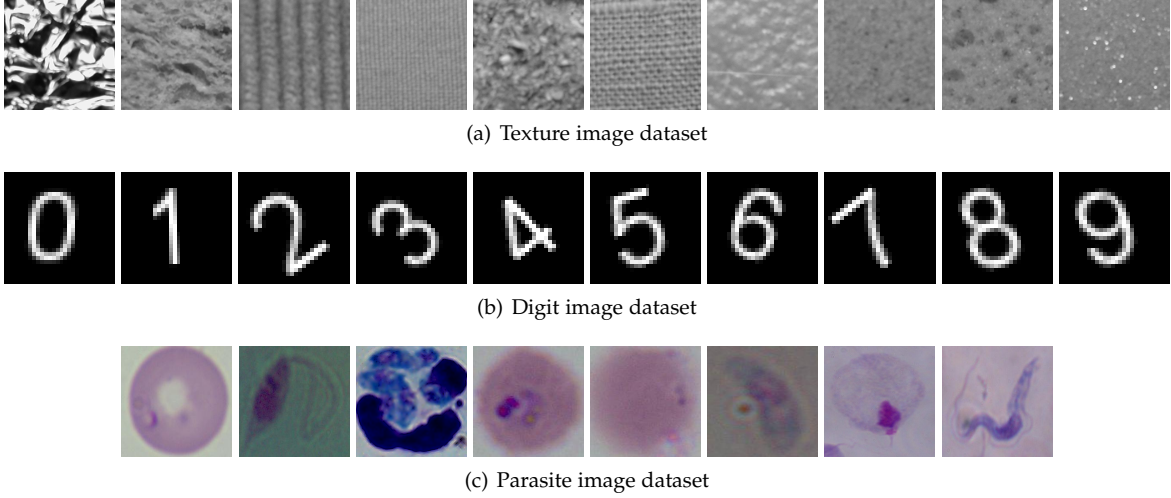 (a) Texture image dataset
0 1 2 3 4 5 6 7 8 9
(b) Digit image dataset
(c) Parasite image dataset